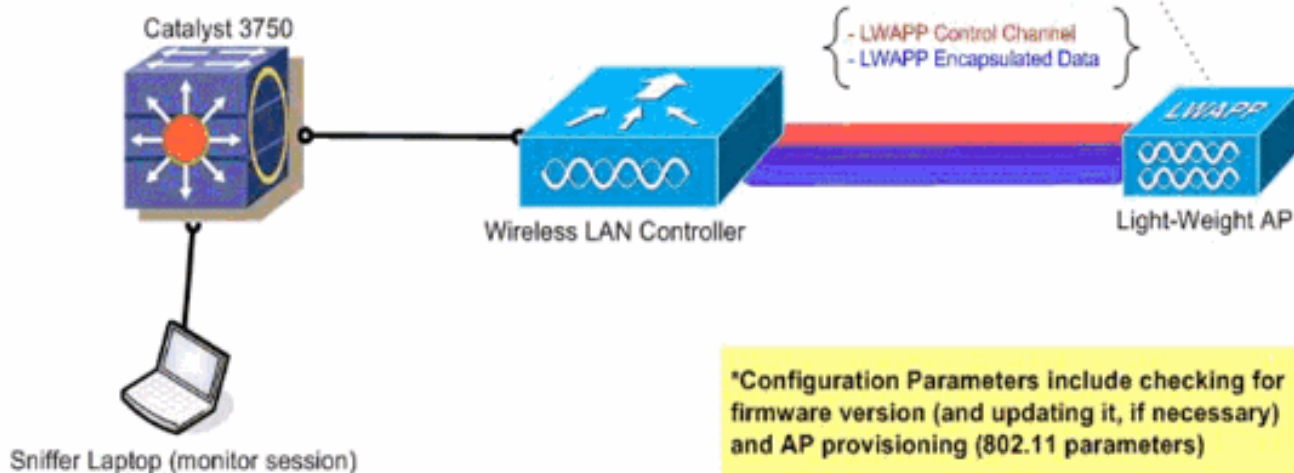 Catalyst 3750
- LWAPP Control Channel
- LWAPP Encapsulated Data
LWAPP
Wireless LAN Controller
Light-Weight AP
Sniffer Laptop (monitor session)
*Configuration Parameters include checking for
firmware version (and updating it, if necessary)
and AP provisioning (802.11 parameters)